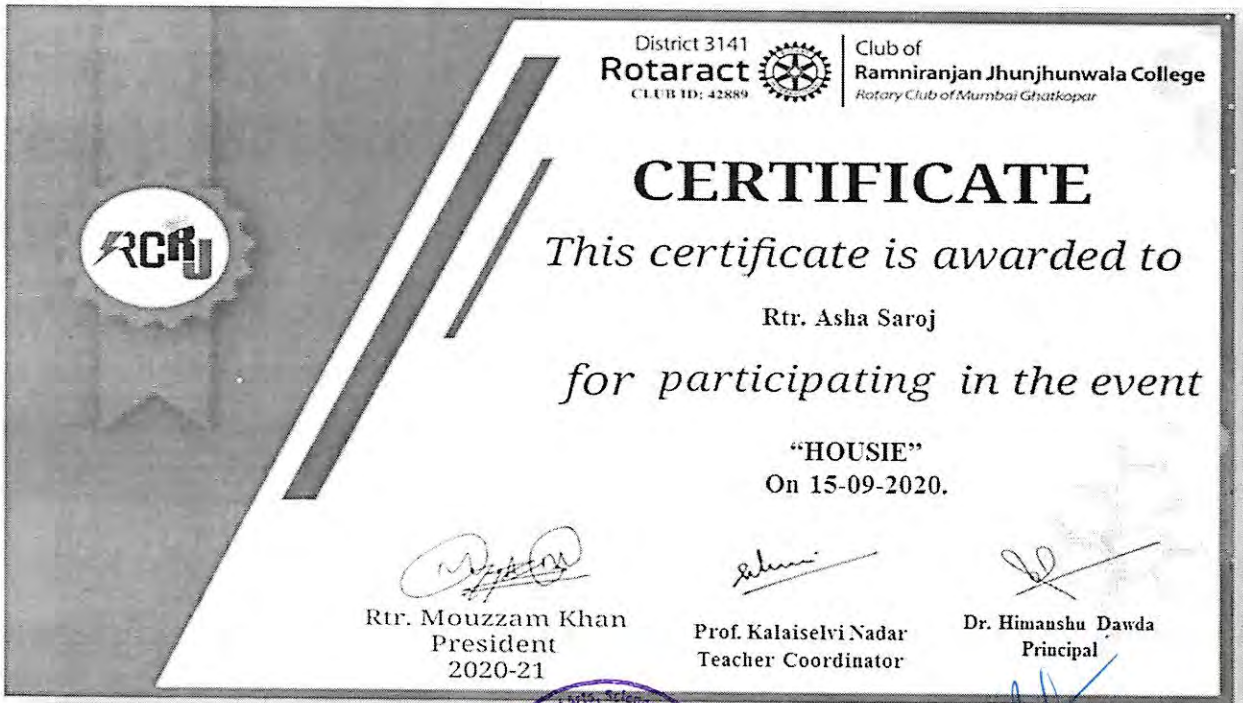 District 3141
Rotaract
CLUB ID: 42889
Club of
Ramniranjan Jhunjhunwala College
Rotary Club of Mumbai Ghatkopar
RCRJ
CERTIFICATE
This certificate is awarded to
Rtr. Asha Saroj
for participating in the event
“HOUSIE”
On 15-09-2020.
Rtr. Mouzzam Khan
President
2020-21
Prof. Kalaiselvi Nadar
Teacher Coordinator
Dr. Himanshu Dawda
Principal
Arts,